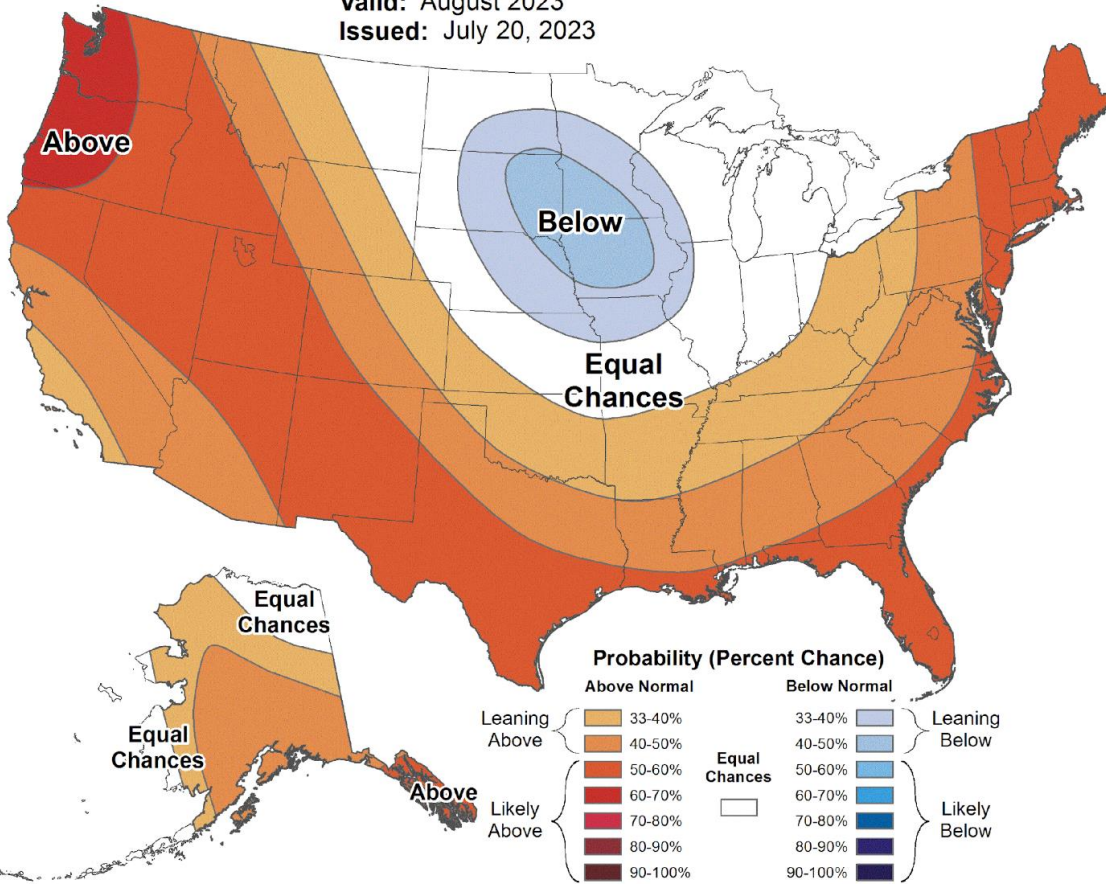 Valid: August 2023
Issued: July 20, 2023
Above
Below
Equal
Chances
Equal
Chances
Equal
Chances
Above
Probability (Percent Chance)
Above Normal
Below Normal
Leaning
Above
33-40%
40-50%
50-60%
60-70%
70-80%
80-90%
90-100%
Likely
Above
Equal
Chances
33-40%
40-50%
50-60%
60-70%
70-80%
80-90%
90-100%
Leaning
Below
Likely
Below